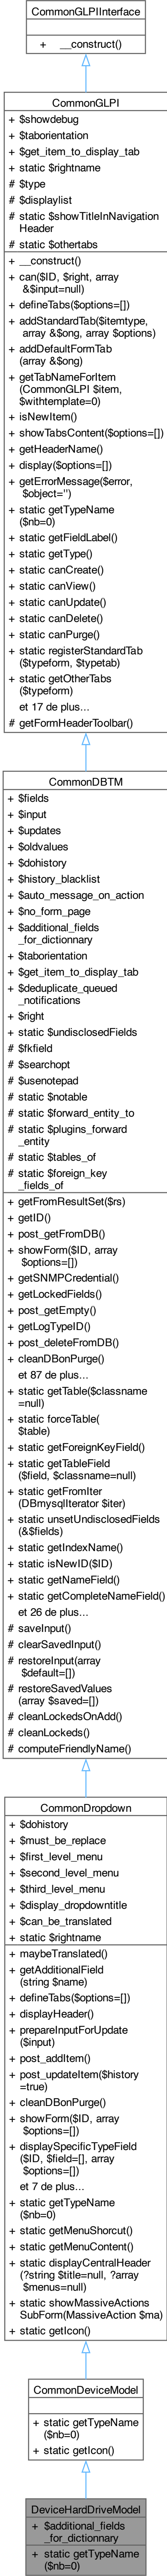 CommonGLPIInterface
+ __construct()
CommonGLPI
+ $showdebug
+ $taborientation
+ $get_item_to_display_tab
+ static $rightname
# $type
# $displaylist
# static $showTitleInNavigation
Header
# static $othertabs
+ __construct()
+ can($ID, $right, array
&$input=null)
+ defineTabs($options=[])
+ addStandardTab($itemtype,
array &$ong, array $options)
+ addDefaultFormTab
(array &$ong)
+ getTabNameForItem
(CommonGLPI $item,
$withtemplate=0)
+ isNewItem()
+ showTabsContent($options=[])
+ getHeaderName()
+ display($options=[])
+ getErrorMessage($error,
$object='')
+ static getTypeName
($nb=0)
+ static getFieldLabel()
+ static getType()
+ static canCreate()
+ static canView()
+ static canUpdate()
+ static canDelete()
+ static canPurge()
+ static registerStandardTab
($typeform, $typetab)
+ static getOtherTabs
($typeform)
et 17 de plus...
# getFormHeaderToolbar()
CommonDBTM
+ $fields
+ $input
+ $updates
+ $oldvalues
+ $dohistory
+ $history_blacklist
+ $auto_message_on_action
+ $no_form_page
+ $additional_fields
_for_dictionnary
+ $taborientation
+ $get_item_to_display_tab
+ $deduplicate_queued
_notifications
+ $right
+ static $undisclosedFields
# $fkfield
# $searchopt
# $usenotepad
# static $notable
# static $forward_entity_to
# static $plugins_forward
_entity
# static $tables_of
# static $foreign_key
_fields_of
+ getFromResultSet($rs)
+ getID()
+ post_getFromDB()
+ showForm($ID, array
$options=[])
+ getSNMPCredential()
+ getLockedFields()
+ post_getEmpty()
+ getLogTypeID()
+ post_deleteFromDB()
+ cleanDBonPurge()
et 87 de plus...
+ static getTable($classname
=null)
+ static forceTable(
$table)
+ static getForeignKeyField()
+ static getTableField
($field, $classname=null)
+ static getFromIter
(DBmysqlIterator $iter)
+ static unsetUndisclosedFields
(&$fields)
+ static getIndexName()
+ static isNewID($ID)
+ static getNameField()
+ static getCompleteNameField()
et 26 de plus...
# saveInput()
# clearSavedInput()
# restoreInput(array
$default=[])
# restoreSavedValues
(array $saved=[])
# cleanLockedsOnAdd()
# cleanLockeds()
# computeFriendlyName()
CommonDropdown
+ $dohistory
+ $must_be_replace
+ $first_level_menu
+ $second_level_menu
+ $third_level_menu
+ $display_dropdowntitle
+ $can_be_translated
+ static $rightname
+ maybeTranslated()
+ getAdditionalField
(string $name)
+ defineTabs($options=[])
+ displayHeader()
+ prepareInputForUpdate
($input)
+ post_addItem()
+ post_updateItem($history
=true)
+ cleanDBonPurge()
+ showForm($ID, array
$options=[])
+ displaySpecificTypeField
($ID, $field=[], array
$options=[])
et 7 de plus...
+ static getTypeName
($nb=0)
+ static getMenuShorcut()
+ static getMenuContent()
+ static displayCentralHeader
(?string $title=null, ?array
$menus=null)
+ static showMassiveActions
SubForm(MassiveAction $ma)
+ static getIcon()
CommonDeviceModel
+ static getTypeName
($nb=0)
+ static getIcon()
DeviceHardDriveModel
+ $additional_fields
_for_dictionnary
+ static getTypeName
($nb=0)